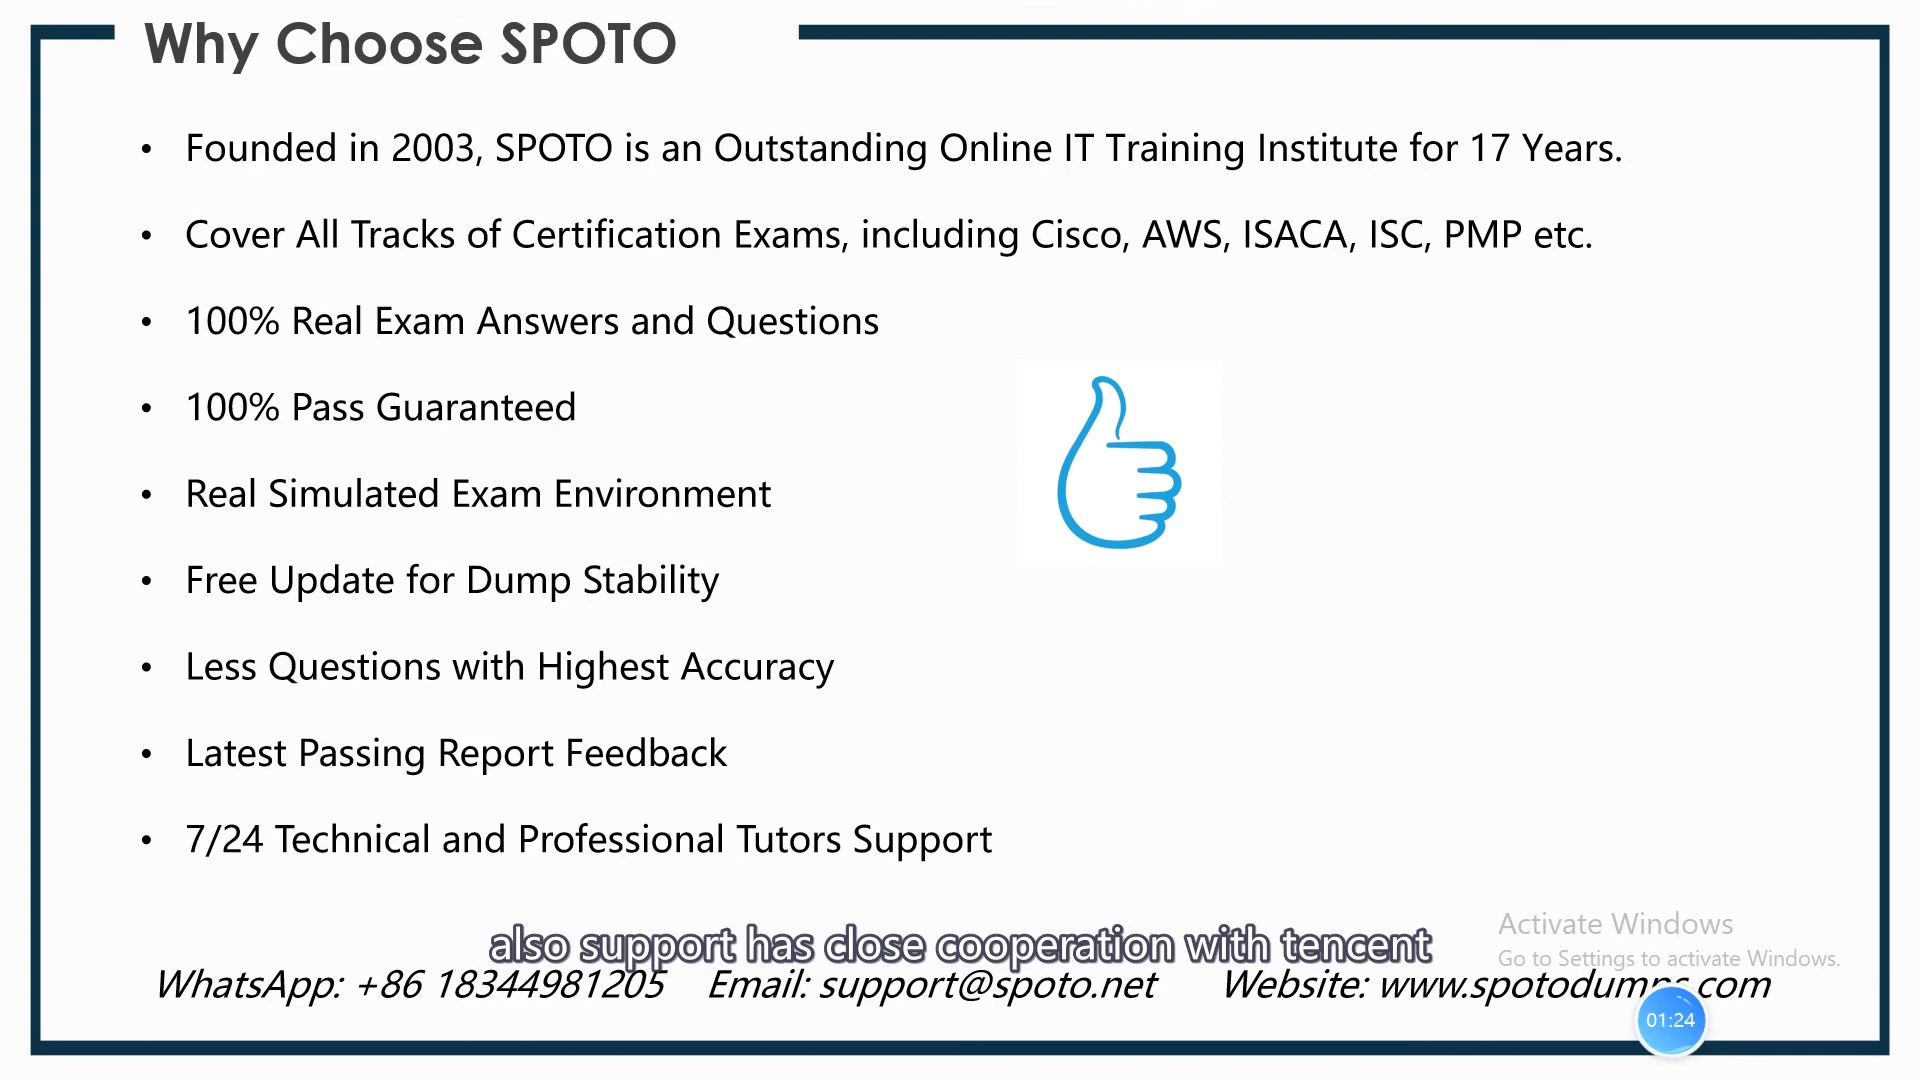 Why Choose SPOTO
• Founded in 2003, SPOTO is an Outstanding Online IT Training Institute for 17 Years.
• Cover All Tracks of Certification Exams, including Cisco, AWS, ISACA, ISC, PMP etc.
• 100% Real Exam Answers and Questions
• 100% Pass Guaranteed
• Real Simulated Exam Environment
• Free Update for Dump Stability
• Less Questions with Highest Accuracy
• Latest Passing Report Feedback
• 7/24 Technical and Professional Tutors Support
Activate Windows
also support has close cooperation with tencent
Go to Settings to activate Windows.
WhatsApp: +86 18344981205 Email: support@spoto.net Website: www.spotodumps.com
01:24